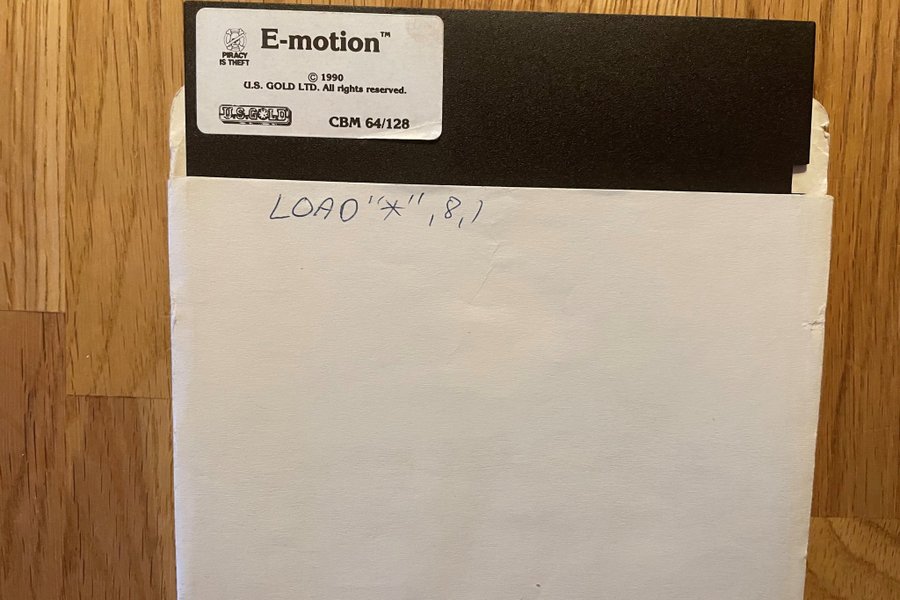 E-motion™
PIRACY
IS THEFT
© 1990
U.S. GOLD LTD. All rights reserved.
U.S.GOLD
CBM 64/128
LOAD"*",8,1